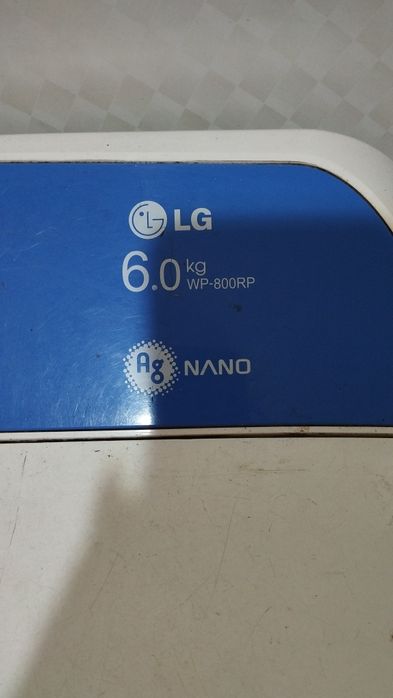 LG
6.0 kg
WP-800RP
Ag NANO